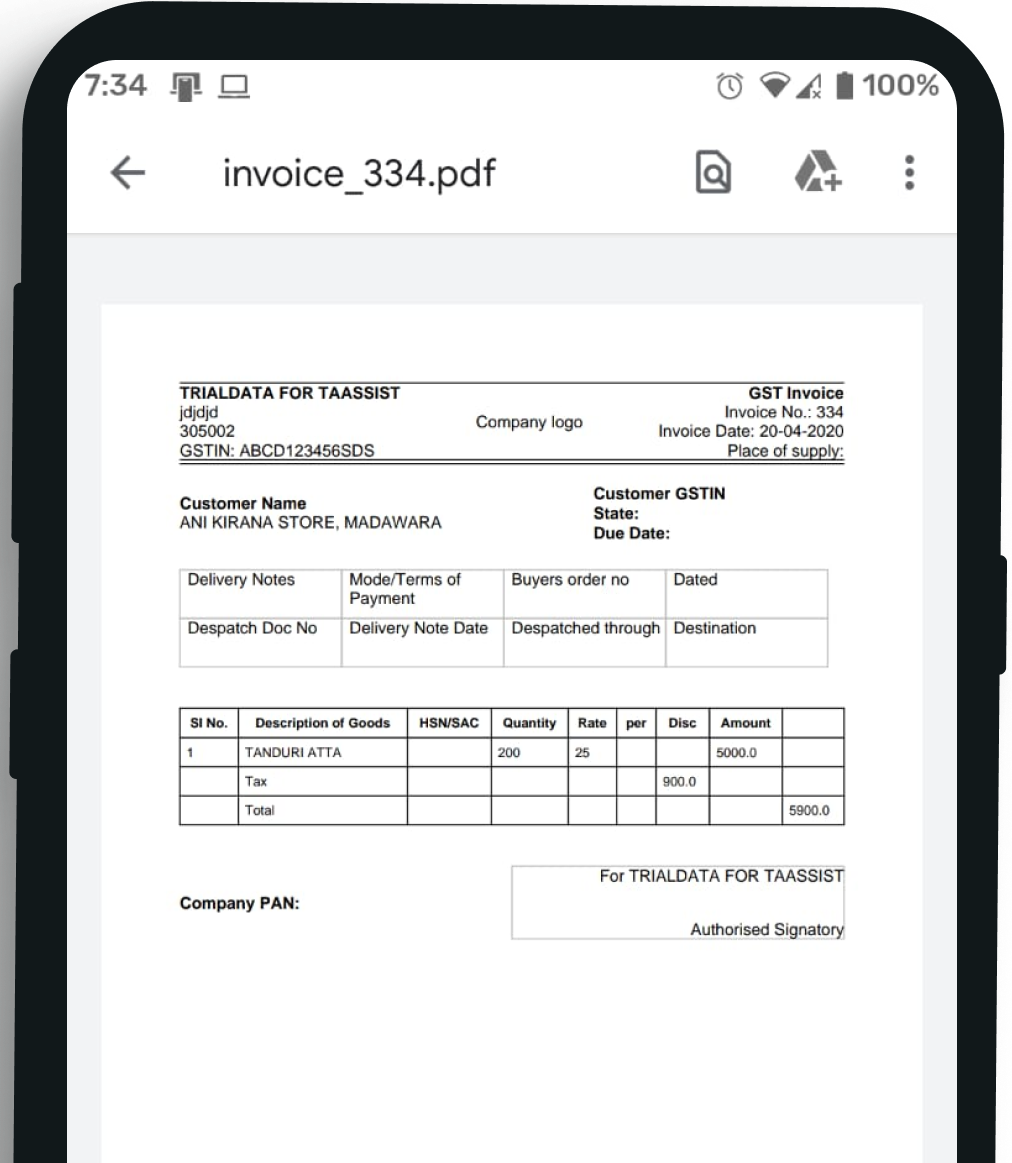 7:34 100%
invoice_334.pdf
TRIALDATA FOR TAASSIST
jdjdjd
305002
GSTIN: ABCD123456SDS
Company logo
GST Invoice
Invoice No.: 334
Invoice Date: 20-04-2020
Place of supply:
Customer Name
ANI KIRANA STORE, MADAWARA
Customer GSTIN
State:
Due Date:
Delivery Notes Mode/Terms of Payment Buyers order no Dated
Despatch Doc No Delivery Note Date Despatched through Destination
SI No. Description of Goods HSN/SAC Quantity Rate per Disc Amount
1 TANDURI ATTA 200 25 5000.0
Tax 900.0
Total 5900.0
Company PAN:
For TRIALDATA FOR TAASSIST
Authorised Signatory